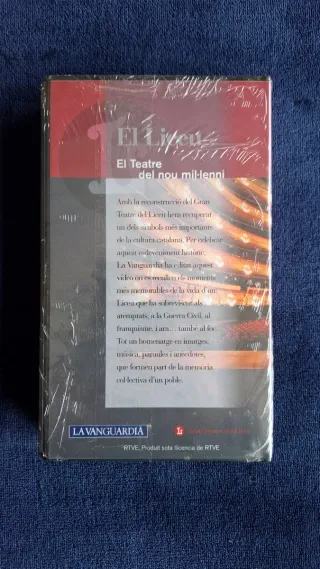 El Liceu
El Teatre
del nou mil·lenni
Amb la reconstrucció del Gran
Teatre del Liceu hem recuperat
un dels símbols més importants
de la cultura catalana. Per celebrar
aquest esdeveniment històric,
La Vanguardia ha editat aquest
vídeo on es recullen els moments
més memorables de la vida d'un
Liceu que ha sobreviscut als
atemptats, a la Guerra Civil, al
franquisme, i ara... també al foc.
Tot un homenatge en imatges,
música, paraules i anècdotes,
que formen part de la memòria
col·lectiva d'un poble.
LA VANGUARDIA
RTVE, Produït sota llicència de RTVE